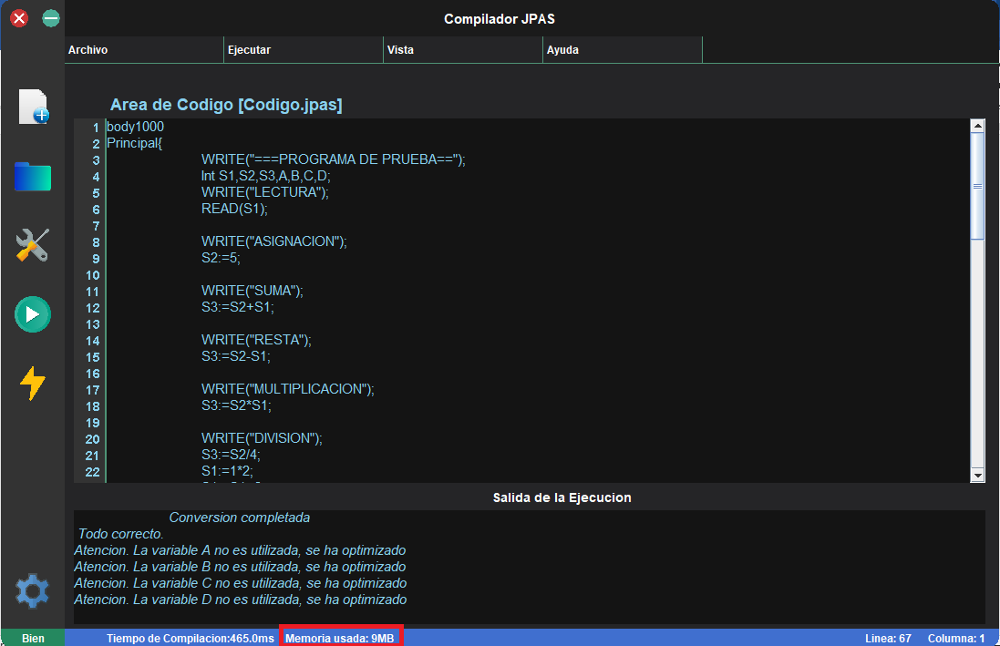 Compilador JPAS
Archivo Ejecutar Vista Ayuda
Area de Codigo [Codigo.jpas]
1 body1000
2 Principal{
3 WRITE("===PROGRAMA DE PRUEBA==");
4 Int S1,S2,S3,A,B,C,D;
5 WRITE("LECTURA");
6 READ(S1);
7
8 WRITE("ASIGNACION");
9 S2:=5;
10
11 WRITE("SUMA");
12 S3:=S2+S1;
13
14 WRITE("RESTA");
15 S3:=S2-S1;
16
17 WRITE("MULTIPLICACION");
18 S3:=S2*S1;
19
20 WRITE("DIVISION");
21 S3:=S2/4;
22 S1:=1*2;
Salida de la Ejecucion
Conversion completada
Todo correcto.
Atencion. La variable A no es utilizada, se ha optimizado
Atencion. La variable B no es utilizada, se ha optimizado
Atencion. La variable C no es utilizada, se ha optimizado
Atencion. La variable D no es utilizada, se ha optimizado
Bien Tiempo de Compilacion:465.0ms Memoria usada: 9MB Linea: 67 Columna: 1